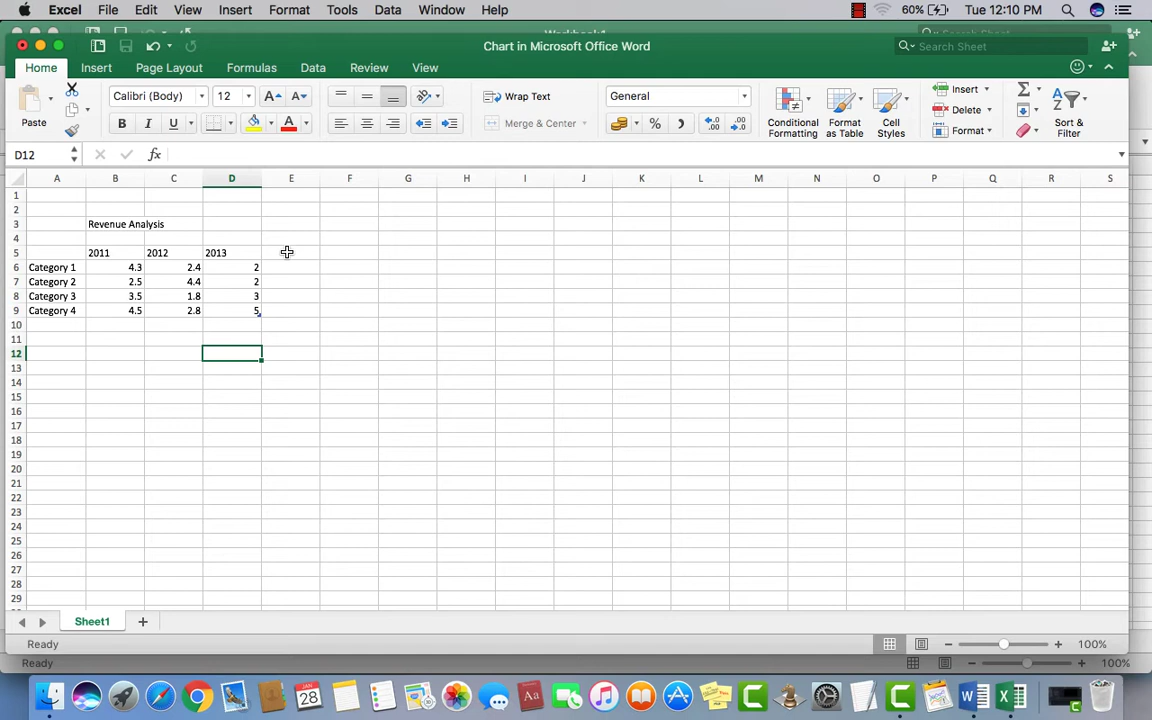 Excel File Edit View Insert Format Tools Data Window Help 60% Tue 12:10 PM
Workbook1
Chart in Microsoft Office Word Search Sheet
Home Insert Page Layout Formulas Data Review View
Paste Calibri (Body) 12 Wrap Text General Conditional Formatting Format as Table Cell Styles Insert Sort & Filter
B I U Merge & Center % Delete
Format
D12 fx
A B C D E F G H I J K L M N O P Q R S
1
2
3 Revenue Analysis
4
5 2011 2012 2013
6 Category 1 4.3 2.4 2
7 Category 2 2.5 4.4 2
8 Category 3 3.5 1.8 3
9 Category 4 4.5 2.8 5
10
11
12
13
14
15
16
17
18
19
20
21
22
23
24
25
26
27
28
29
Sheet1
Ready 100%
Ready 100%
JAN
28